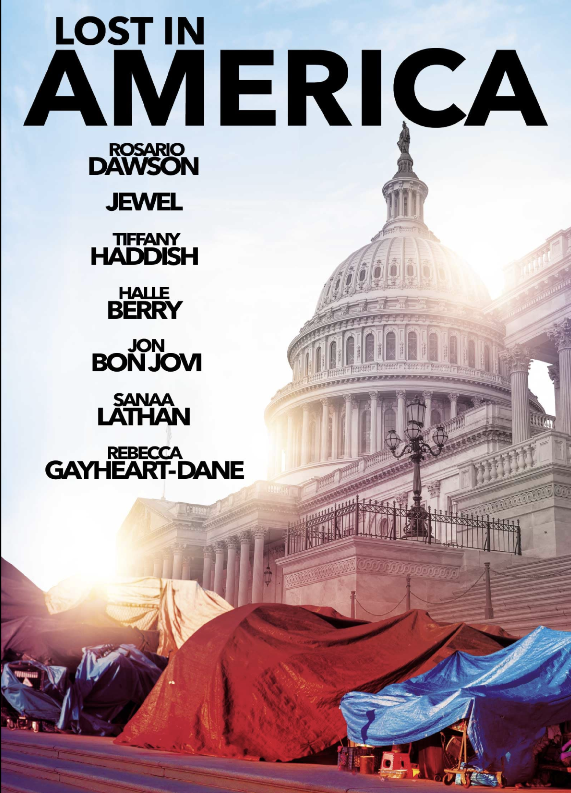 LOST IN
AMERICA
ROSARIO
DAWSON
JEWEL
TIFFANY
HADDISH
HALLE
BERRY
JON
BON JOVI
SANAA
LATHAN
REBECCA
GAYHEART-DANE